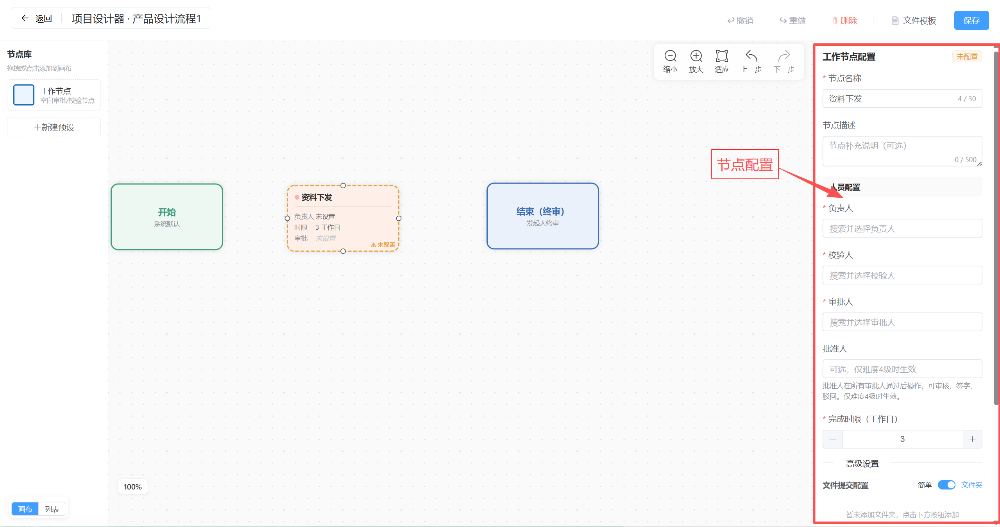 返回
项目设计器 · 产品设计流程1
撤销
重做
删除
文件模板
保存
节点库
拖拽或点击添加到画布
工作节点
空白审批/校验节点
+新建预设
缩小
放大
适应
上一步
下一步
开始
系统默认
资料下发
负责人 未设置
时限 3 工作日
审批 未设置
未配置
结束（终审）
发起人终审
节点配置
100%
画布
列表
工作节点配置
未配置
* 节点名称
资料下发
4 / 30
节点描述
节点补充说明（可选）
0 / 500
人员配置
* 负责人
搜索并选择负责人
* 校验人
搜索并选择校验人
* 审批人
搜索并选择审批人
批准人
可选，仅难度4级时生效
批准人在所有审批人通过后操作，可审核、签字、
驳回。仅难度4级时生效。
* 完成时限（工作日）
3
高级设置
文件提交配置
简单
文件夹
暂未添加文件夹，点击下方按钮添加